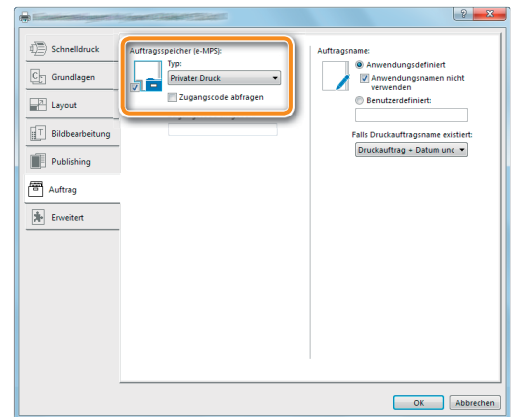 Schnelldruck
Grundlagen
Layout
Bildbearbeitung
Publishing
Auftrag
Erweitert
Auftragsspeicher (e-MPS):
Typ:
Privater Druck
Zugangscode abfragen
Auftragsname:
Anwendungsdefiniert
Anwendungsnamen nicht
verwenden
Benutzerdefiniert:
Falls Druckauftragsname existiert:
Druckauftrag + Datum unc
OK
Abbrechen